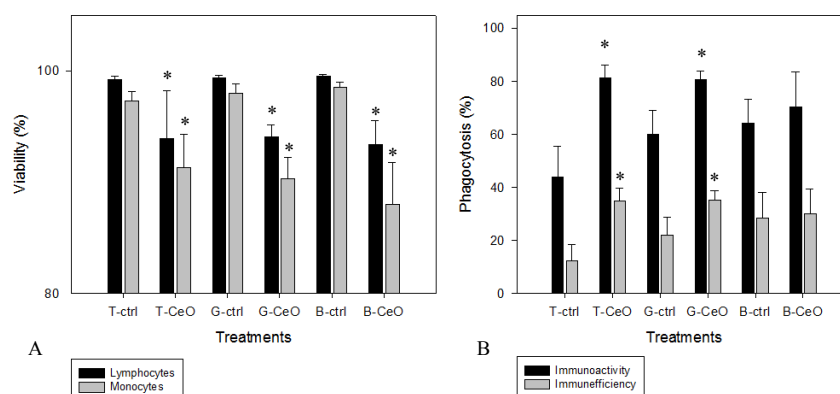 100
80
Viability (%)
*
*
*
*
*
*
T-ctrl T-CeO G-ctrl G-CeO B-ctrl B-CeO
Treatments
A
Lymphocytes
Monocytes
100
80
60
40
20
0
Phagocytosis (%)
*
*
*
*
T-ctrl T-CeO G-ctrl G-CeO B-ctrl B-CeO
Treatments
B
Immunoactivity
Immunefficiency